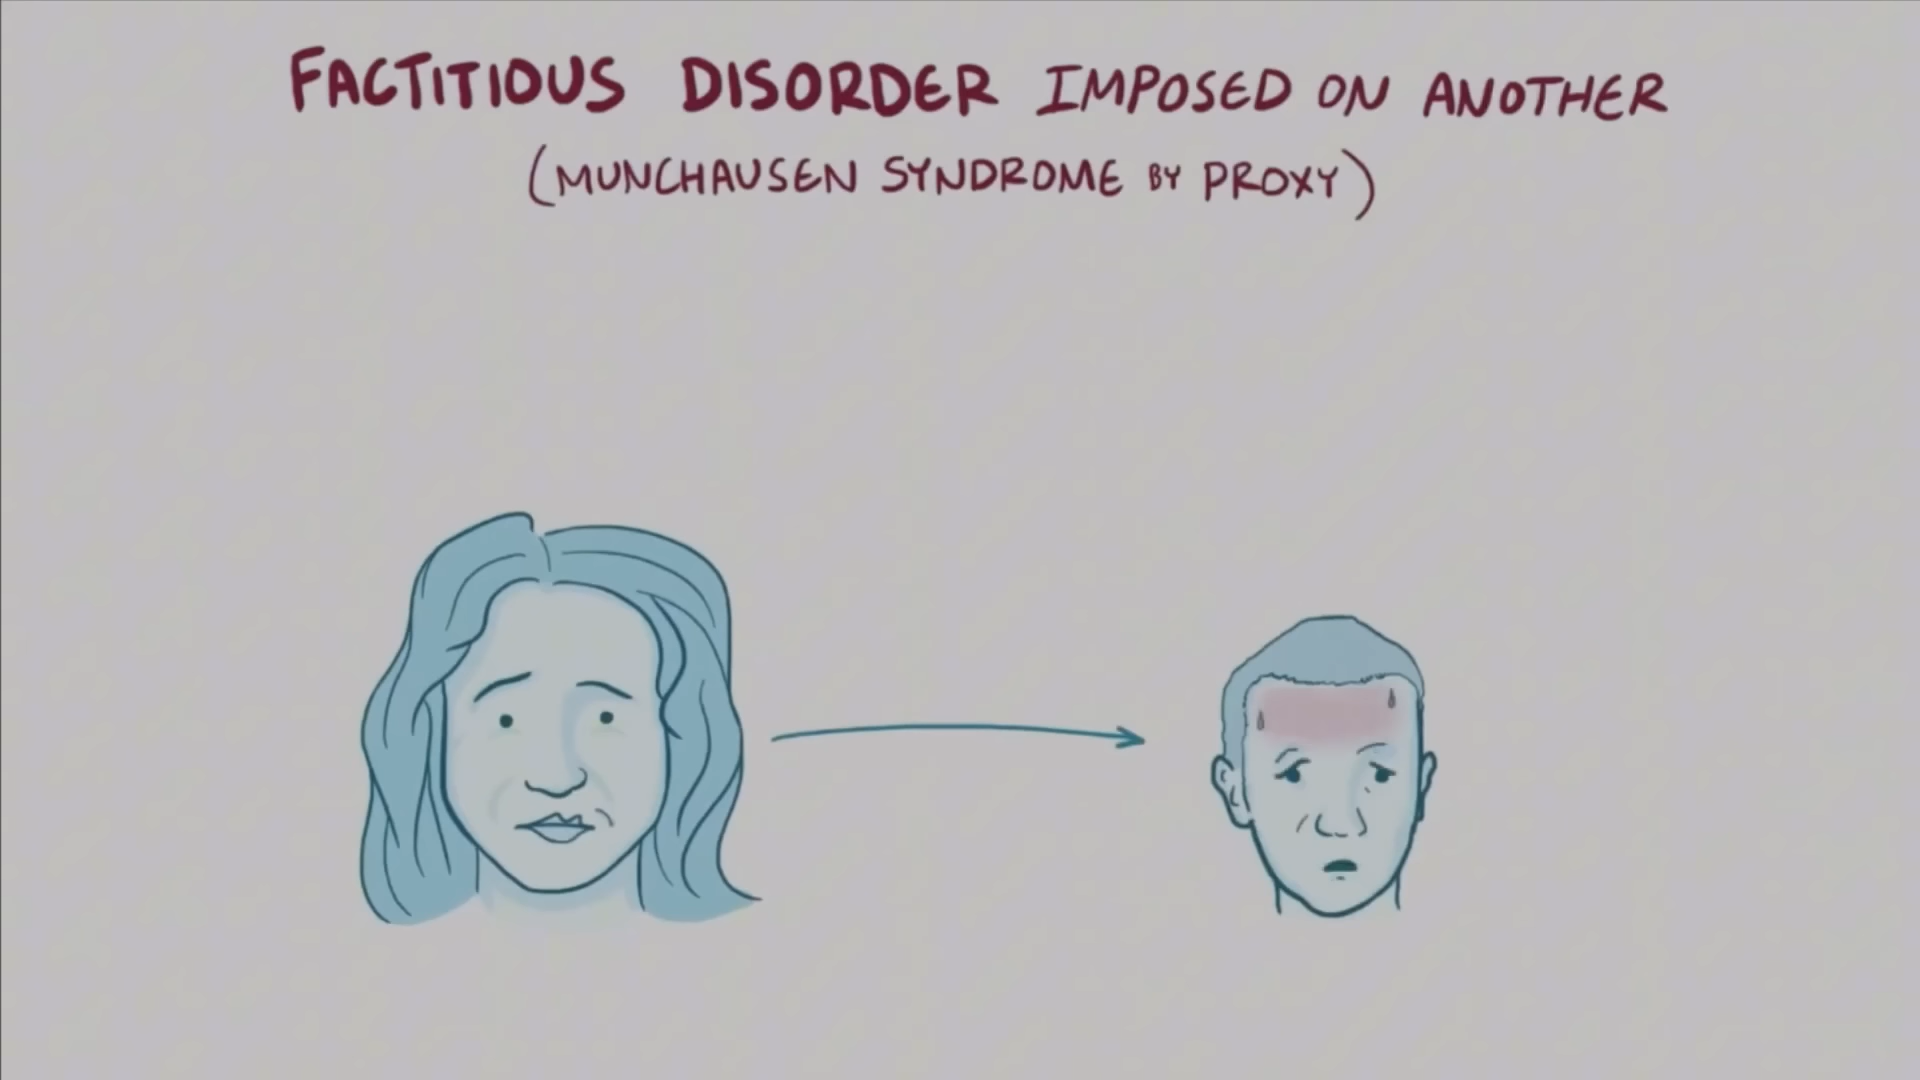 FACTITIOUS DISORDER IMPOSED ON ANOTHER
(MUNCHAUSEN SYNDROME BY PROXY)